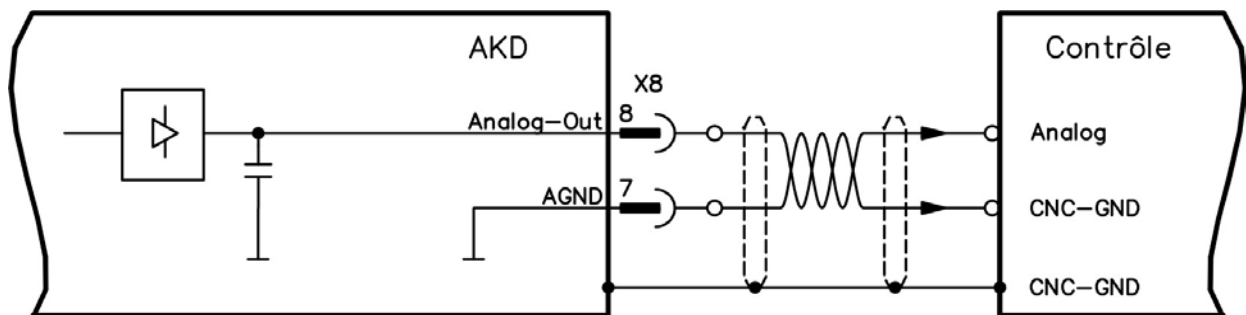 AKD
Contrôle
X8
Analog-Out
8
Analog
AGND
7
CNC-GND
CNC-GND